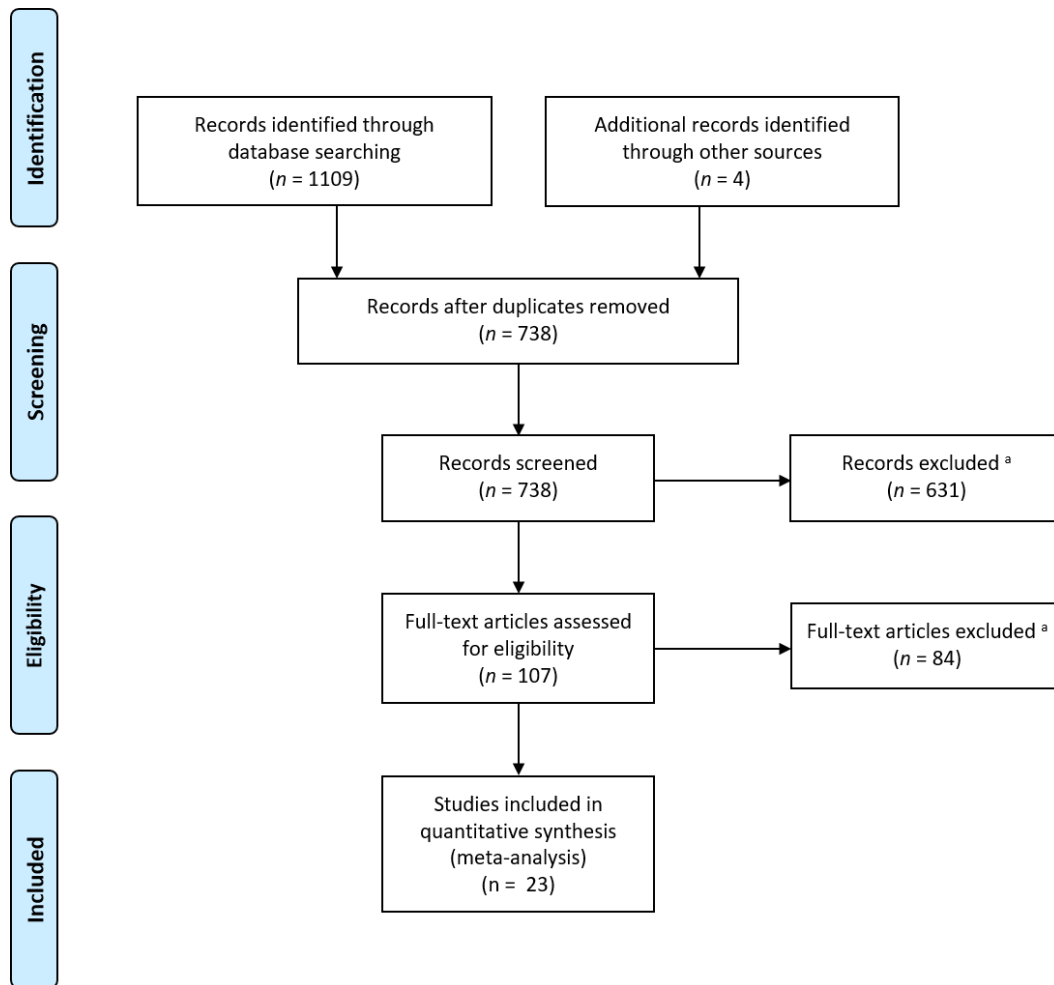 Identification
Records identified through
database searching
(n = 1109)
Additional records identified
through other sources
(n = 4)
Screening
Records after duplicates removed
(n = 738)
Records screened
(n = 738)
Records excluded ᵃ
(n = 631)
Eligibility
Full-text articles assessed
for eligibility
(n = 107)
Full-text articles excluded ᵃ
(n = 84)
Included
Studies included in
quantitative synthesis
(meta-analysis)
(n = 23)